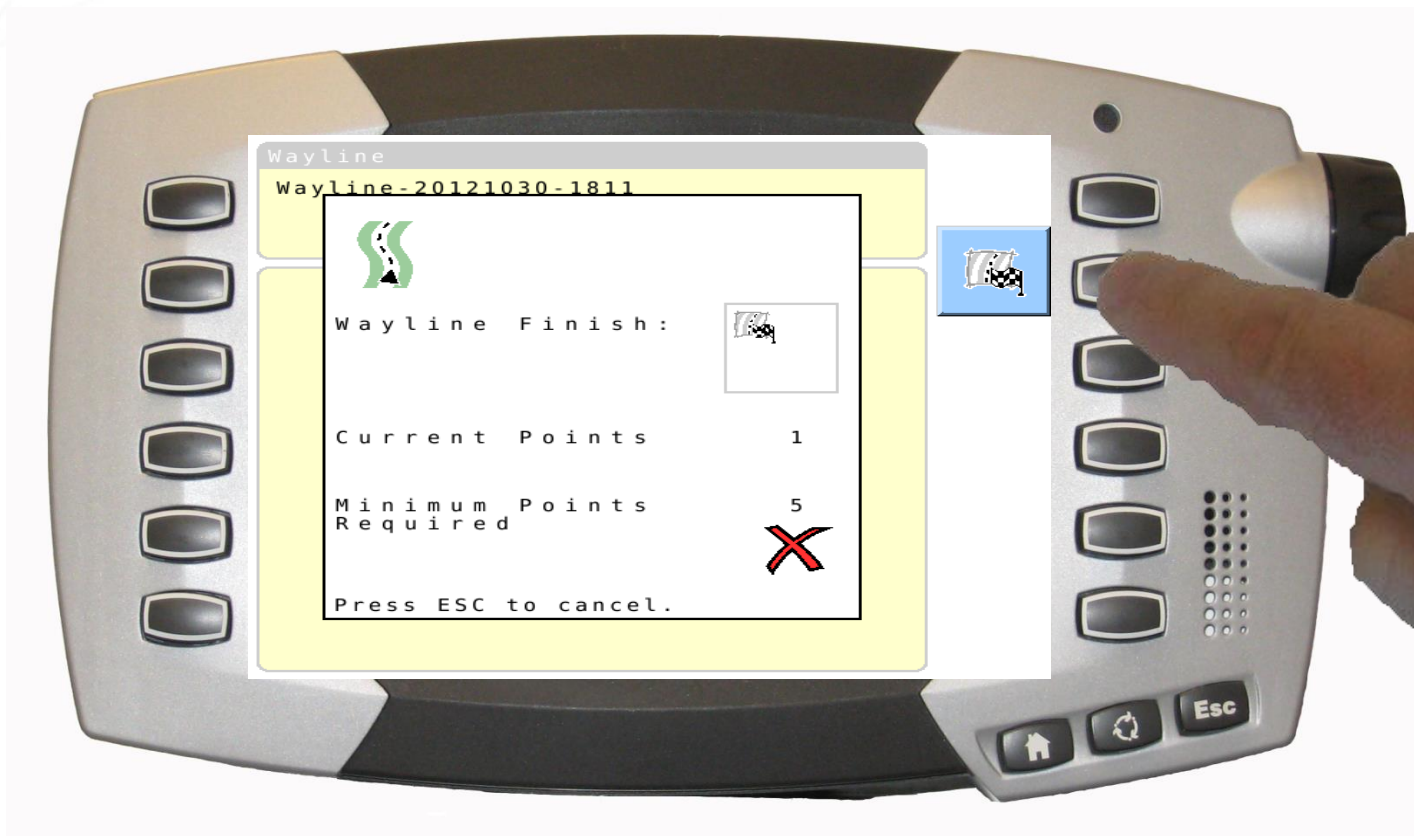 Wayline
Wayline-20121030-1811
Wayline Finish:
Current Points 1
Minimum Points 5
Required
Press ESC to cancel.
Esc